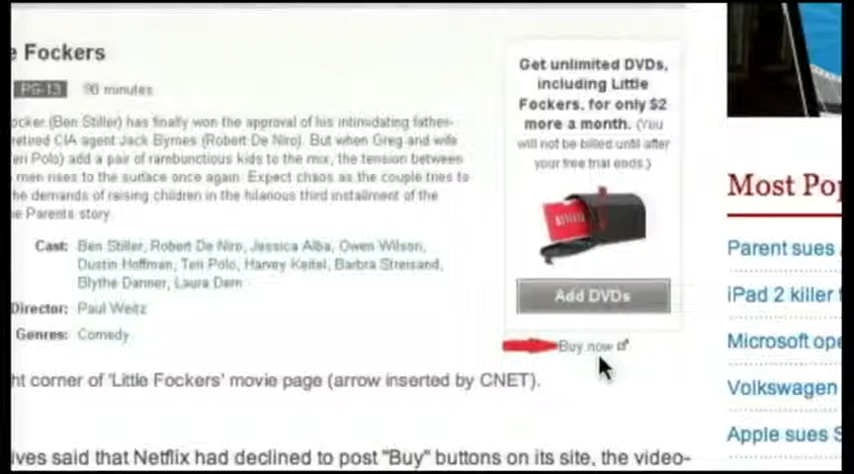 e Fockers
PG-13 98 minutes
ocker (Ben Stiller) has finally won the approval of his intimidating father-
retired CIA agent Jack Byrnes (Robert De Niro). But when Greg and wife
eri Polo) add a pair of rambunctious kids to the mix, the tension between
men rises to the surface once again. Expect chaos as the couple tries to
he demands of raising children in the hilarious third installment of the
e Parents story.
Cast: Ben Stiller, Robert De Niro, Jessica Alba, Owen Wilson,
Dustin Hoffman, Teri Polo, Harvey Keitel, Barbra Streisand,
Blythe Danner, Laura Dern
Director: Paul Weitz
Genres: Comedy
Get unlimited DVDs,
including Little
Fockers, for only $2
more a month. (You
will not be billed until after
your free trial ends.)
NETFLIX
Add DVDs
Buy now
ht corner of 'Little Fockers' movie page (arrow inserted by CNET).
ives said that Netflix had declined to post "Buy" buttons on its site, the video-
Most Pop
Parent sues
iPad 2 killer
Microsoft ope
Volkswagen
Apple sues S